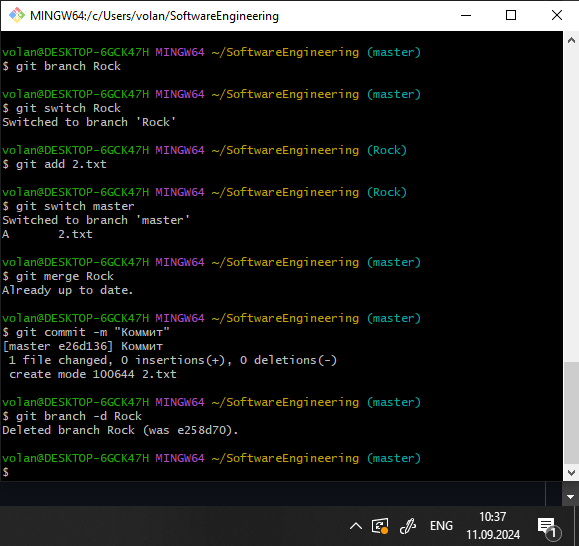 MINGW64:/c/Users/volan/SoftwareEngineering
volan@DESKTOP-6GCK47H MINGW64 ~/SoftwareEngineering (master)
$ git branch Rock
volan@DESKTOP-6GCK47H MINGW64 ~/SoftwareEngineering (master)
$ git switch Rock
Switched to branch 'Rock'
volan@DESKTOP-6GCK47H MINGW64 ~/SoftwareEngineering (Rock)
$ git add 2.txt
volan@DESKTOP-6GCK47H MINGW64 ~/SoftwareEngineering (Rock)
$ git switch master
Switched to branch 'master'
A       2.txt
volan@DESKTOP-6GCK47H MINGW64 ~/SoftwareEngineering (master)
$ git merge Rock
Already up to date.
volan@DESKTOP-6GCK47H MINGW64 ~/SoftwareEngineering (master)
$ git commit -m "Коммит"
[master e26d136] Коммит
 1 file changed, 0 insertions(+), 0 deletions(-)
 create mode 100644 2.txt
volan@DESKTOP-6GCK47H MINGW64 ~/SoftwareEngineering (master)
$ git branch -d Rock
Deleted branch Rock (was e258d70).
volan@DESKTOP-6GCK47H MINGW64 ~/SoftwareEngineering (master)
$
ENG
10:37
11.09.2024
1